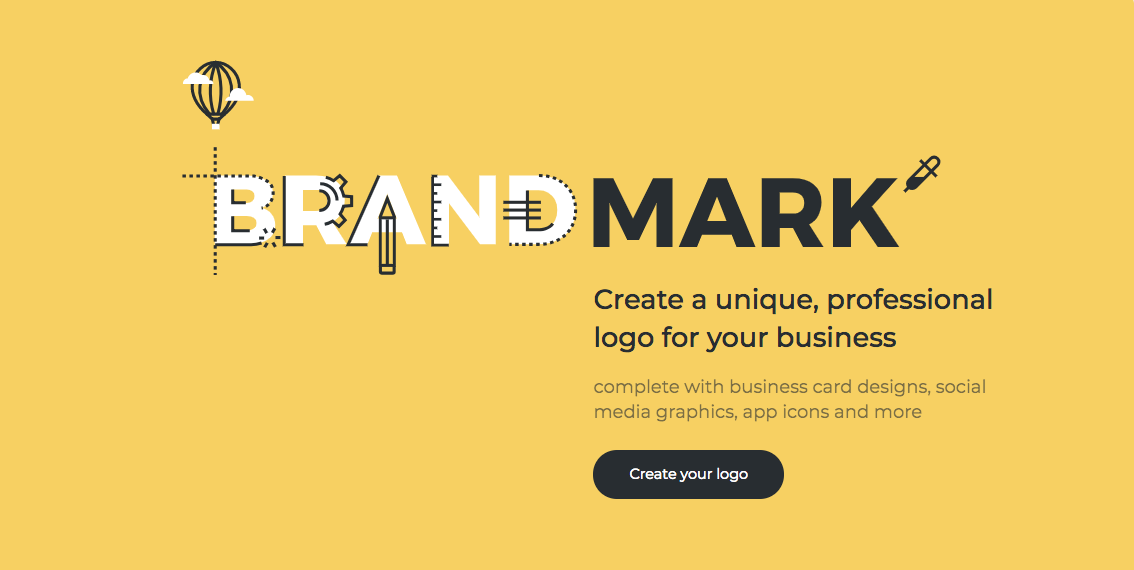 BRANDMARK
Create a unique, professional
logo for your business
complete with business card designs, social
media graphics, app icons and more
Create your logo